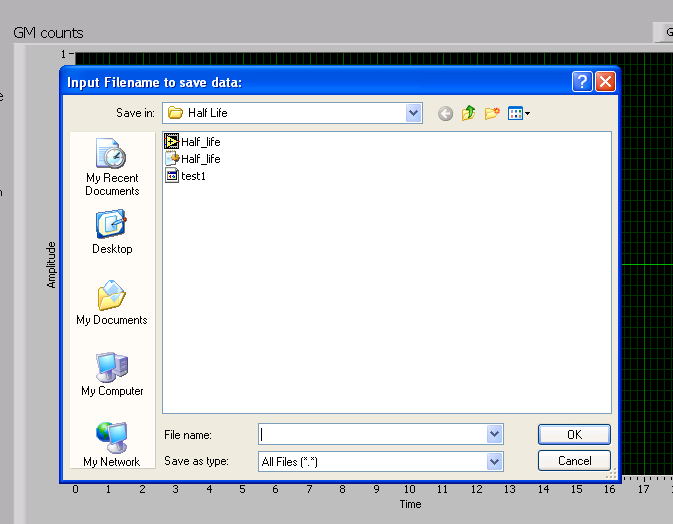 GM counts
G
1
Input Filename to save data:
Save in:
Half Life
Half_life
Half_life
test1
My Recent
Documents
Desktop
My Documents
My Computer
My Network
File name:
OK
Save as type:
All Files (*.*)
Cancel
Amplitude
0 1 2 3 4 5 6 7 8 9 10 11 12 13 14 15 16 17
Time